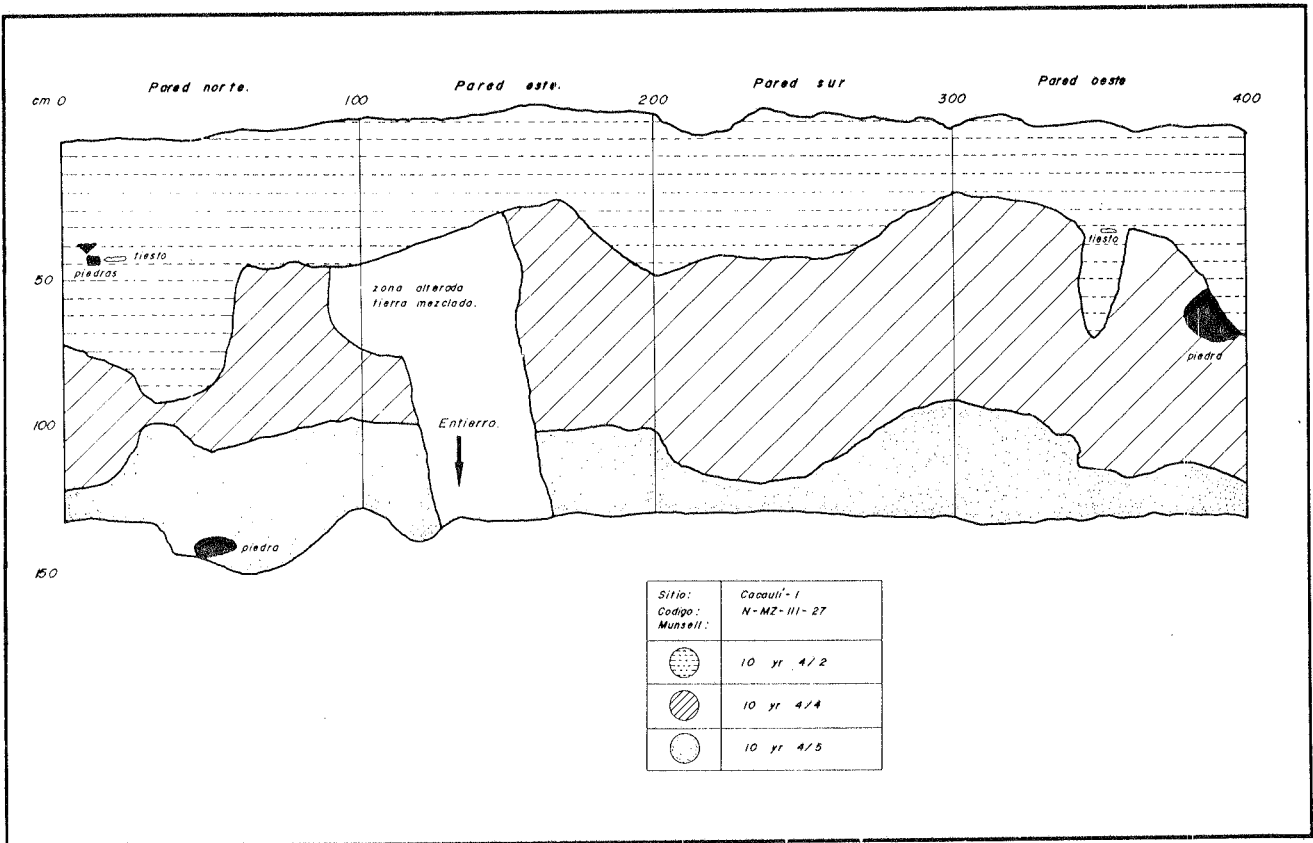 Pared norte. Pared este. Pared sur Pared oeste
cm 0 100 200 300 400
tiesto
piedras
50
zona alterada
tierra mezclada.
tiesto
piedra
100
Entierro.
piedra
150
Sitio: Cacaulí-1
Codigo: N-MZ-III-27
Munsell:
10 yr 4/2
10 yr 4/4
10 yr 4/5